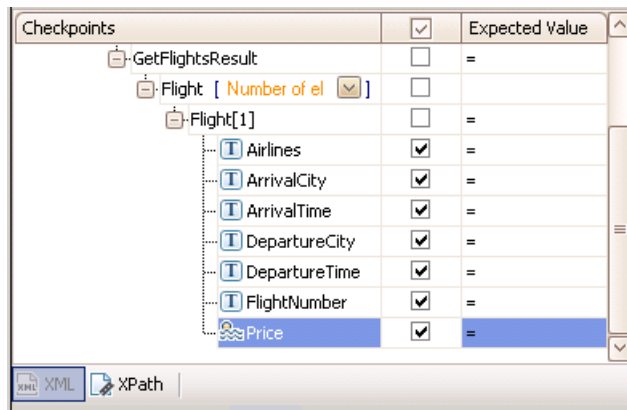 Checkpoints Expected Value
GetFlightsResult =
Flight [ Number of el ]
Flight[1] =
T Airlines =
T ArrivalCity =
T ArrivalTime =
T DepartureCity =
T DepartureTime =
T FlightNumber =
Price =
XML XML XPath